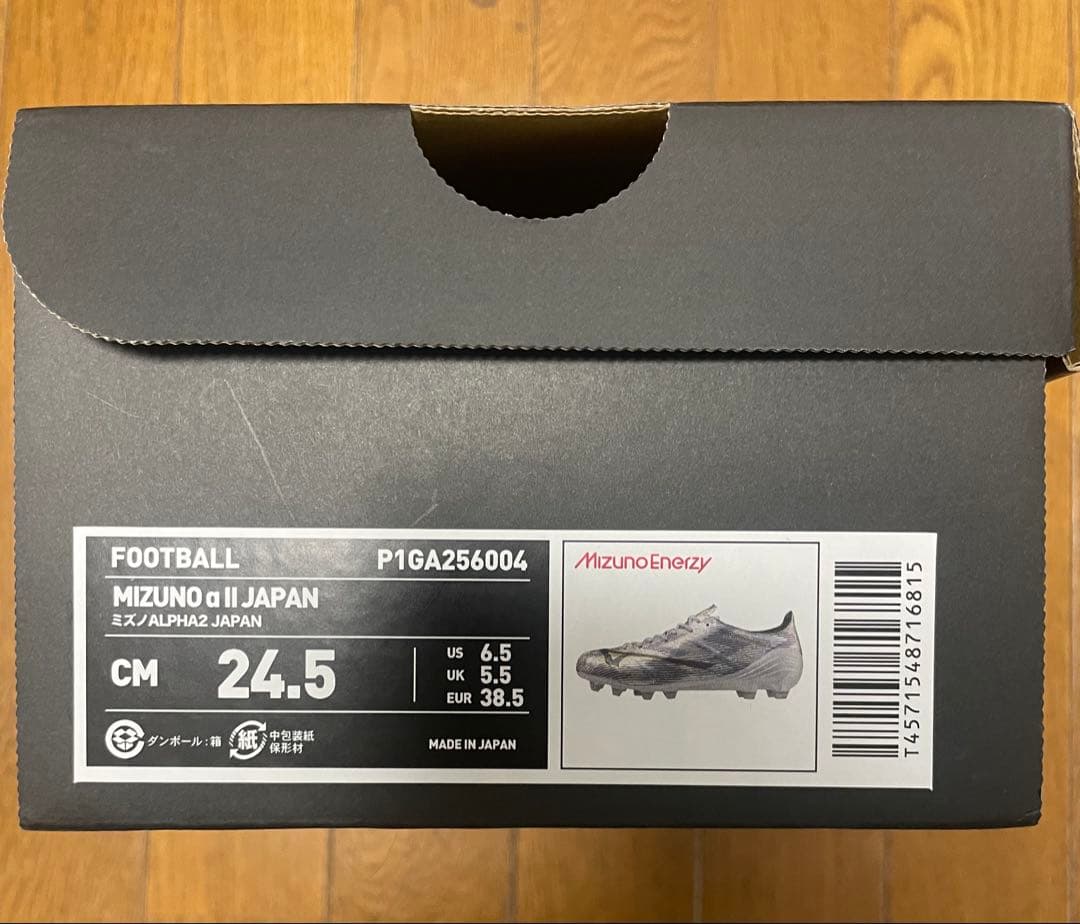 FOOTBALL P1GA256004
MIZUNO α II JAPAN
ミズノALPHA2 JAPAN
CM 24.5
US 6.5
UK 5.5
EUR 38.5
ダンボール:箱
紙
中包装紙
保形材
MADE IN JAPAN
MizunoEnerzy
T4571548716815